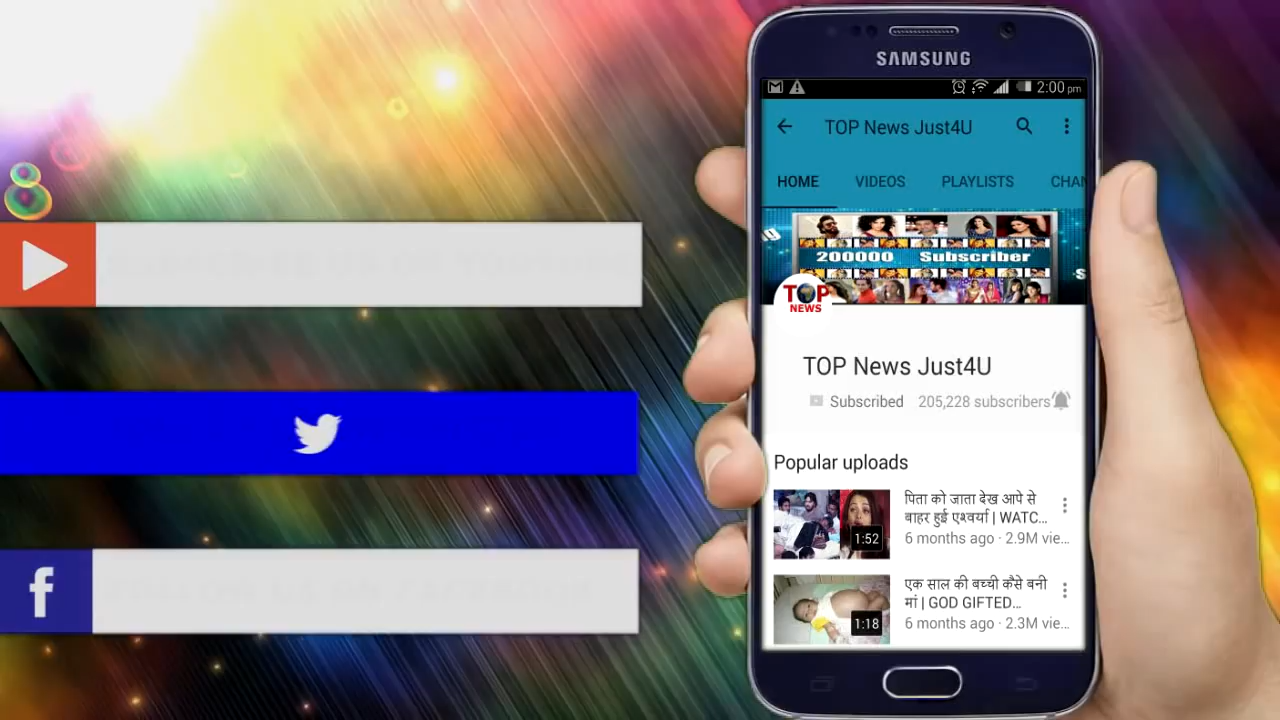 SAMSUNG
2:00 pm
TOP News Just4U
HOME VIDEOS PLAYLISTS CHAN
200000 Subscriber
TOP
NEWS
TOP News Just4U
Subscribed 205,228 subscribers
Popular uploads
पिता को जाता देख आपे से
बाहर हुई एश्वर्या | WATC...
1:52
6 months ago · 2.9M vie...
एक साल की बच्ची कैसे बनी
मां | GOD GIFTED...
1:18
6 months ago · 2.3M vie...